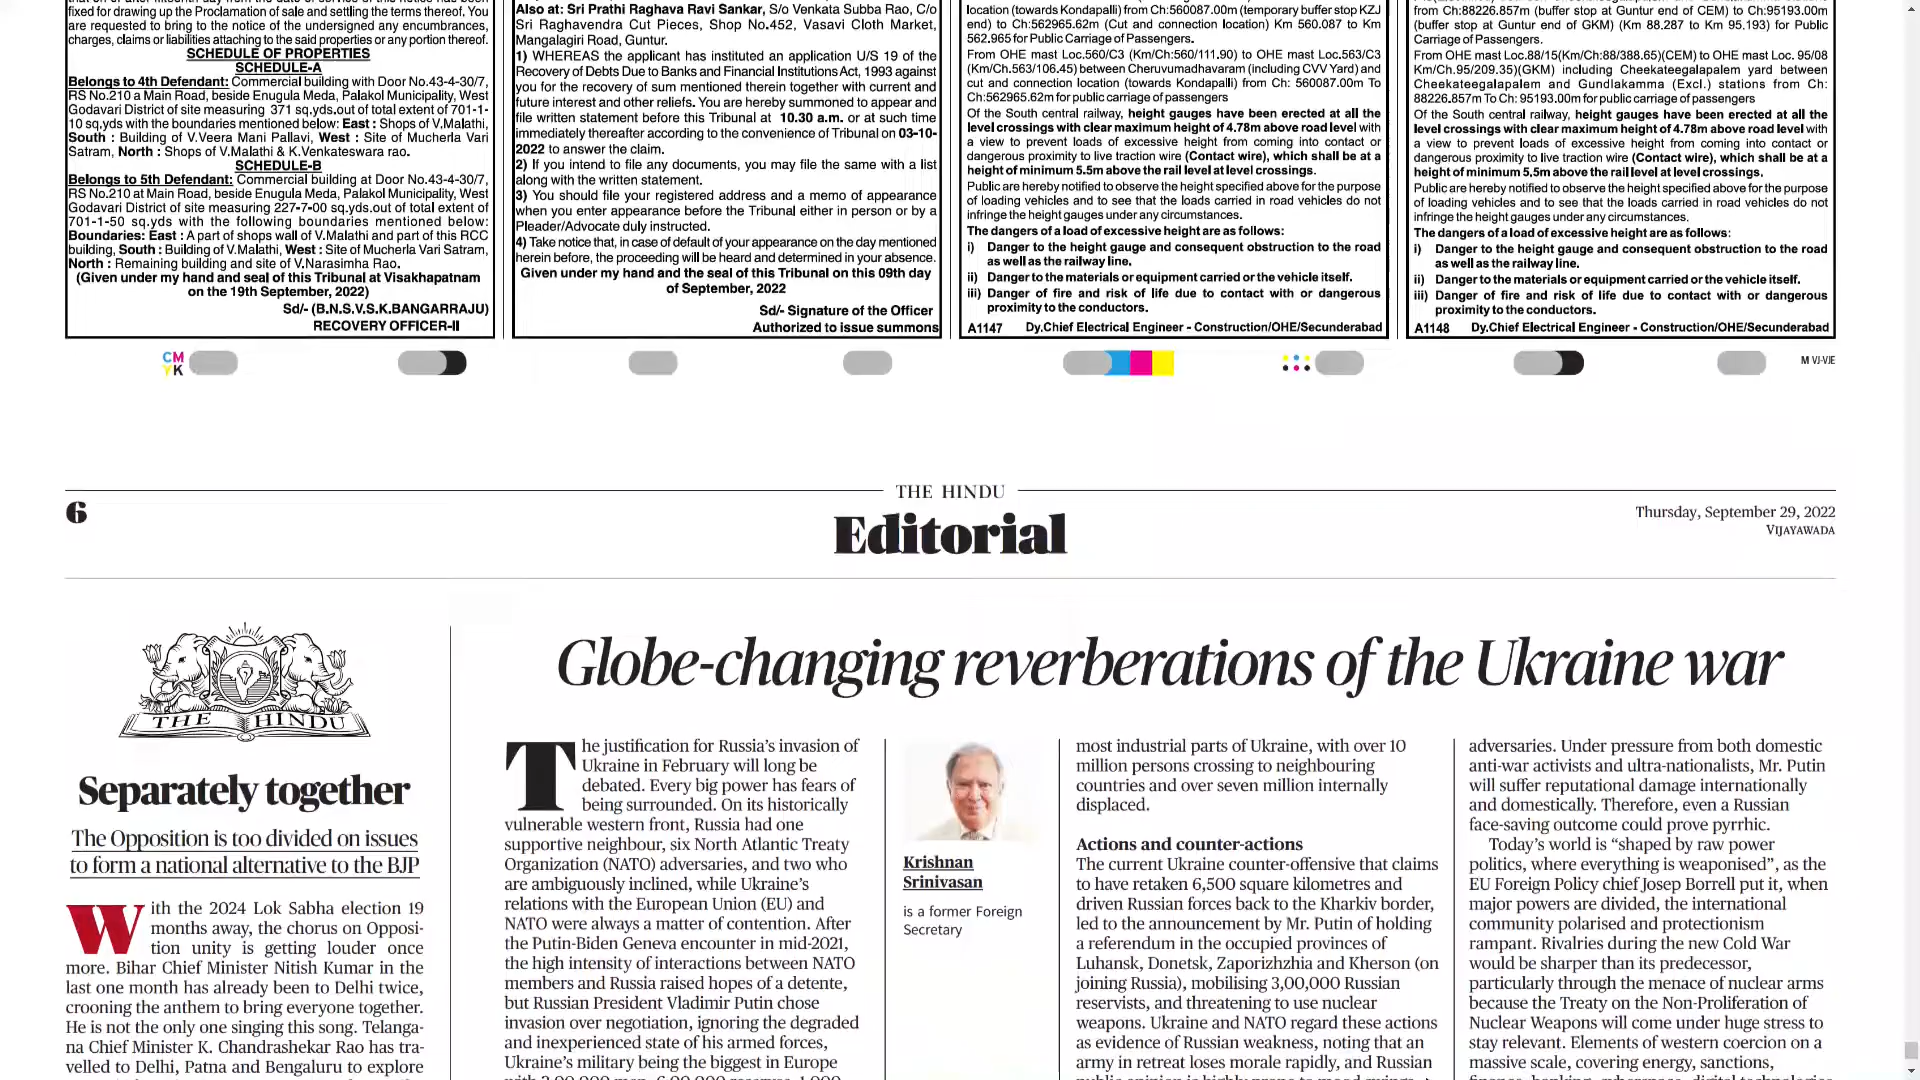 fixed for drawing up the Proclamation of sale and settling the terms thereof. You
are requested to bring to the notice of the undersigned any encumbrances,
charges, claims or liabilities attaching to the said properties or any portion thereof.
SCHEDULE OF PROPERTIES
SCHEDULE-A
Belongs to 4th Defendant: Commercial building with Door No.43-4-30/7,
RS No.210 a Main Road, beside Enugula Meda, Palakol Municipality, West
Godavari District of site measuring 371 sq.yds.out of total extent of 701-1-
10 sq.yds with the boundaries mentioned below: East : Shops of V.Malathi,
South : Building of V.Veera Mani Pallavi, West : Site of Mucherla Vari
Satram, North : Shops of V.Malathi & K.Venkateswara rao.
SCHEDULE-B
Belongs to 5th Defendant: Commercial building at Door No.43-4-30/7,
RS No.210 at Main Road, beside Enugula Meda, Palakol Municipality, West
Godavari District of site measuring 227-7-00 sq.yds.out of total extent of
701-1-50 sq.yds with the following boundaries mentioned below:
Boundaries: East : A part of shops wall of V.Malathi and part of this RCC
building, South : Building of V.Malathi, West : Site of Mucherla Vari Satram,
North : Remaining building and site of V.Narasimha Rao.
(Given under my hand and seal of this Tribunal at Visakhapatnam
on the 19th September, 2022)
Sd/- (B.N.S.V.S.K.BANGARRAJU)
RECOVERY OFFICER-II
Also at: Sri Prathi Raghava Ravi Sankar, S/o Venkata Subba Rao, C/o
Sri Raghavendra Cut Pieces, Shop No.452, Vasavi Cloth Market,
Mangalagiri Road, Guntur.
1) WHEREAS the applicant has instituted an application U/S 19 of the
Recovery of Debts Due to Banks and Financial Institutions Act, 1993 against
you for the recovery of sum mentioned therein together with current and
future interest and other reliefs. You are hereby summoned to appear and
file written statement before this Tribunal at 10.30 a.m. or at such time
immediately thereafter according to the convenience of Tribunal on 03-10-
2022 to answer the claim.
2) If you intend to file any documents, you may file the same with a list
along with the written statement.
3) You should file your registered address and a memo of appearance
when you enter appearance before the Tribunal either in person or by a
Pleader/Advocate duly instructed.
4) Take notice that, in case of default of your appearance on the day mentioned
herein before, the proceeding will be heard and determined in your absence.
Given under my hand and the seal of this Tribunal on this 09th day
of September, 2022
Sd/- Signature of the Officer
Authorized to issue summons
location (towards Kondapalli) from Ch:560087.00m (temporary buffer stop KZJ
end) to Ch:562965.62m (Cut and connection location) Km 560.087 to Km
562.965 for Public Carriage of Passengers.
From OHE mast Loc.560/C3 (Km/Ch:560/111.90) to OHE mast Loc.563/C3
(Km/Ch.563/106.45) between Cheruvumadhavaram (including CVV Yard) and
cut and connection location (towards Kondapalli) from Ch: 560087.00m To
Ch:562965.62m for public carriage of passengers
Of the South central railway, height gauges have been erected at all the
level crossings with clear maximum height of 4.78m above road level with
a view to prevent loads of excessive height from coming into contact or
dangerous proximity to live traction wire (Contact wire), which shall be at a
height of minimum 5.5m above the rail level at level crossings.
Public are hereby notified to observe the height specified above for the purpose
of loading vehicles and to see that the loads carried in road vehicles do not
infringe the height gauges under any circumstances.
The dangers of a load of excessive height are as follows:
i) Danger to the height gauge and consequent obstruction to the road
as well as the railway line.
ii) Danger to the materials or equipment carried or the vehicle itself.
iii) Danger of fire and risk of life due to contact with or dangerous
proximity to the conductors.
A1147 Dy.Chief Electrical Engineer - Construction/OHE/Secunderabad
from Ch:88226.857m (buffer stop at Guntur end of CEM) to Ch:95193.00m
(buffer stop at Guntur end of GKM) (Km 88.287 to Km 95.193) for Public
Carriage of Passengers.
From OHE mast Loc.88/15(Km/Ch:88/388.65)(CEM) to OHE mast Loc. 95/08
Km/Ch.95/209.35)(GKM) including Cheekateegalapalem yard between
Cheekateegalapalem and Gundlakamma (Excl.) stations from Ch:
88226.857m To Ch: 95193.00m for public carriage of passengers
Of the South central railway, height gauges have been erected at all the
level crossings with clear maximum height of 4.78m above road level with
a view to prevent loads of excessive height from coming into contact or
dangerous proximity to live traction wire (Contact wire), which shall be at a
height of minimum 5,5m above the rail level at level crossings.
Public are hereby notified to observe the height specified above for the purpose
of loading vehicles and to see that the loads carried in road vehicles do not
infringe the height gauges under any circumstances.
The dangers of a load of excessive height are as follows:
i) Danger to the height gauge and consequent obstruction to the road
as well as the railway line.
ii) Danger to the materials or equipment carried or the vehicle itself.
iii) Danger of fire and risk of life due to contact with or dangerous
proximity to the conductors.
A1148 Dy.Chief Electrical Engineer - Construction/OHE/Secunderabad
CM
YK
M VJ-VJE
THE HINDU
6
Editorial
Thursday, September 29, 2022
VIJAYAWADA
THE HINDU
Separately together
The Opposition is too divided on issues
to form a national alternative to the BJP
With the 2024 Lok Sabha election 19
months away, the chorus on Opposi-
tion unity is getting louder once
more. Bihar Chief Minister Nitish Kumar in the
last one month has already been to Delhi twice,
crooning the anthem to bring everyone together.
He is not the only one singing this song. Telanga-
na Chief Minister K. Chandrashekar Rao has tra-
velled to Delhi, Patna and Bengaluru to explore
Globe-changing reverberations of the Ukraine war
The justification for Russia's invasion of
Ukraine in February will long be
debated. Every big power has fears of
being surrounded. On its historically
vulnerable western front, Russia had one
supportive neighbour, six North Atlantic Treaty
Organization (NATO) adversaries, and two who
are ambiguously inclined, while Ukraine's
relations with the European Union (EU) and
NATO were always a matter of contention. After
the Putin-Biden Geneva encounter in mid-2021,
the high intensity of interactions between NATO
members and Russia raised hopes of a detente,
but Russian President Vladimir Putin chose
invasion over negotiation, ignoring the degraded
and inexperienced state of his armed forces,
Ukraine's military being the biggest in Europe
Krishnan
Srinivasan
is a former Foreign
Secretary
most industrial parts of Ukraine, with over 10
million persons crossing to neighbouring
countries and over seven million internally
displaced.
Actions and counter-actions
The current Ukraine counter-offensive that claims
to have retaken 6,500 square kilometres and
driven Russian forces back to the Kharkiv border,
led to the announcement by Mr. Putin of holding
a referendum in the occupied provinces of
Luhansk, Donetsk, Zaporizhzhia and Kherson (on
joining Russia), mobilising 3,00,000 Russian
reservists, and threatening to use nuclear
weapons. Ukraine and NATO regard these actions
as evidence of Russian weakness, noting that an
army in retreat loses morale rapidly, and Russian
adversaries. Under pressure from both domestic
anti-war activists and ultra-nationalists, Mr. Putin
will suffer reputational damage internationally
and domestically. Therefore, even a Russian
face-saving outcome could prove pyrrhic.
Today's world is “shaped by raw power
politics, where everything is weaponised”, as the
EU Foreign Policy chief Josep Borrell put it, when
major powers are divided, the international
community polarised and protectionism
rampant. Rivalries during the new Cold War
would be sharper than its predecessor,
particularly through the menace of nuclear arms
because the Treaty on the Non-Proliferation of
Nuclear Weapons will come under huge stress to
stay relevant. Elements of western coercion on a
massive scale, covering energy, sanctions,